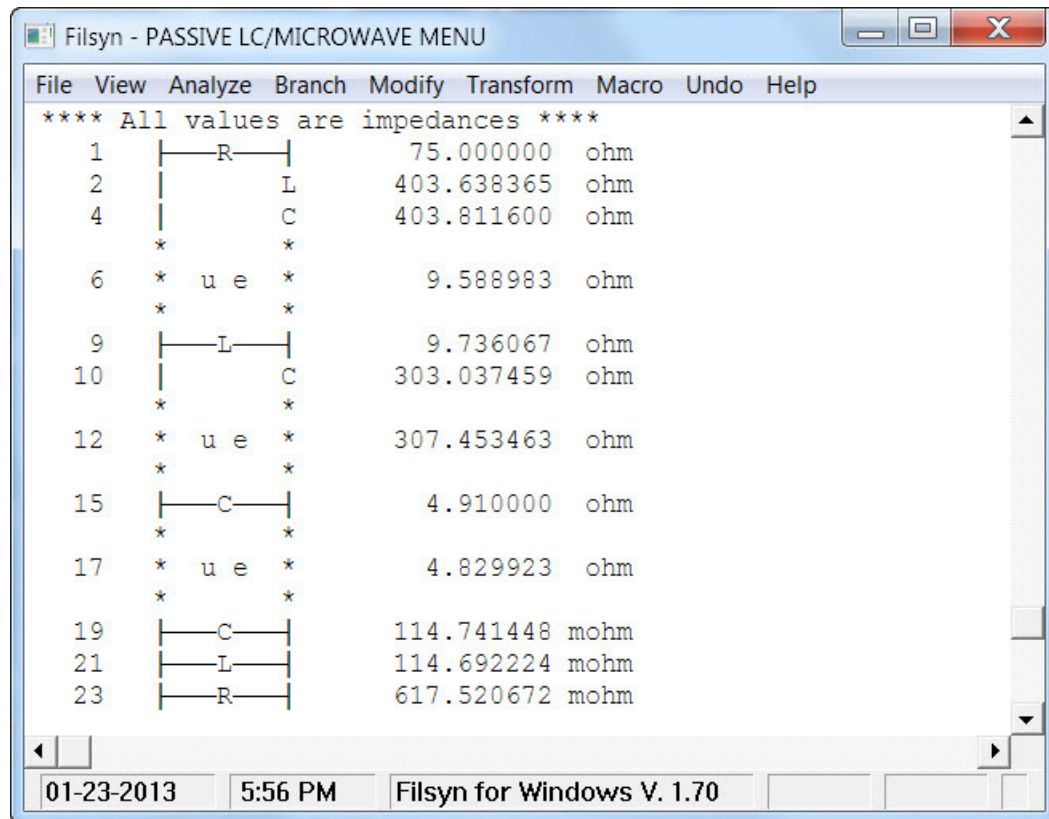 Filsyn - PASSIVE LC/MICROWAVE MENU
File View Analyze Branch Modify Transform Macro Undo Help
**** All values are impedances ****
1 ├──R──┤ 75.000000 ohm
2 │ L 403.638365 ohm
4 │ C 403.811600 ohm
* *
6 * u e * 9.588983 ohm
* *
9 ├──L──┤ 9.736067 ohm
10 │ C 303.037459 ohm
* *
12 * u e * 307.453463 ohm
* *
15 ├──C──┤ 4.910000 ohm
* *
17 * u e * 4.829923 ohm
* *
19 ├──C──┤ 114.741448 mohm
21 ├──L──┤ 114.692224 mohm
23 ├──R──┤ 617.520672 mohm
01-23-2013 5:56 PM Filsyn for Windows V. 1.70